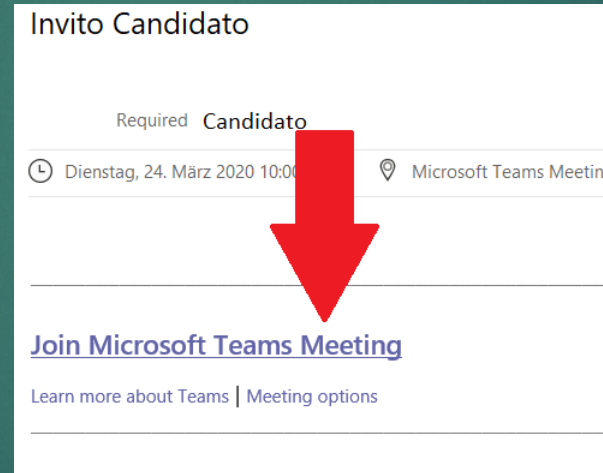 Invito Candidato
Required Candidato
Dienstag, 24. März 2020 10:00
Microsoft Teams
Join Microsoft Teams Meeting
Learn more about Teams | Meeting options